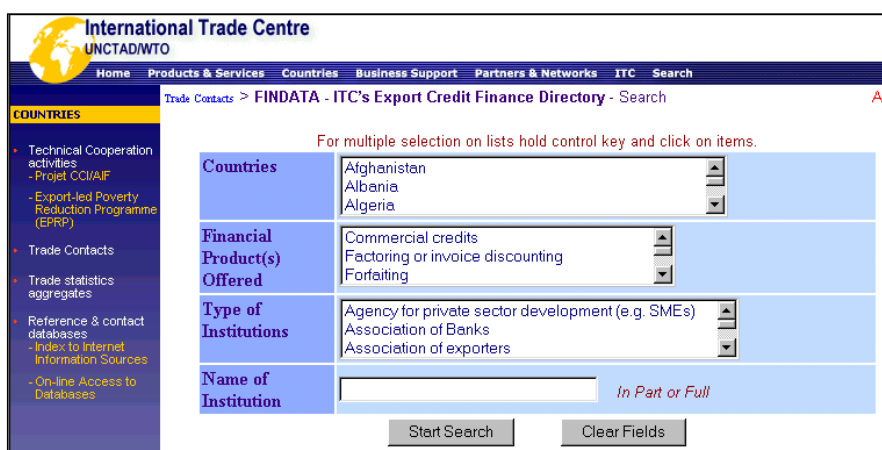 International Trade Centre
UNCTAD/WTO
Home Products & Services Countries Business Support Partners & Networks ITC Search
Trade Contacts > FINDATA - ITC's Export Credit Finance Directory - Search
A
COUNTRIES
Technical Cooperation
activities
- Projet CCI/AIF
- Export-led Poverty
Reduction Programme
(EPRP)
Trade Contacts
Trade statistics
aggregates
Reference & contact
databases
- Index to Internet
Information Sources
- On-line Access to
Databases
For multiple selection on lists hold control key and click on items.
Countries
Afghanistan
Albania
Algeria
Financial
Product(s)
Offered
Commercial credits
Factoring or invoice discounting
Forfaiting
Type of
Institutions
Agency for private sector development (e.g. SMEs)
Association of Banks
Association of exporters
Name of
Institution
In Part or Full
Start Search
Clear Fields